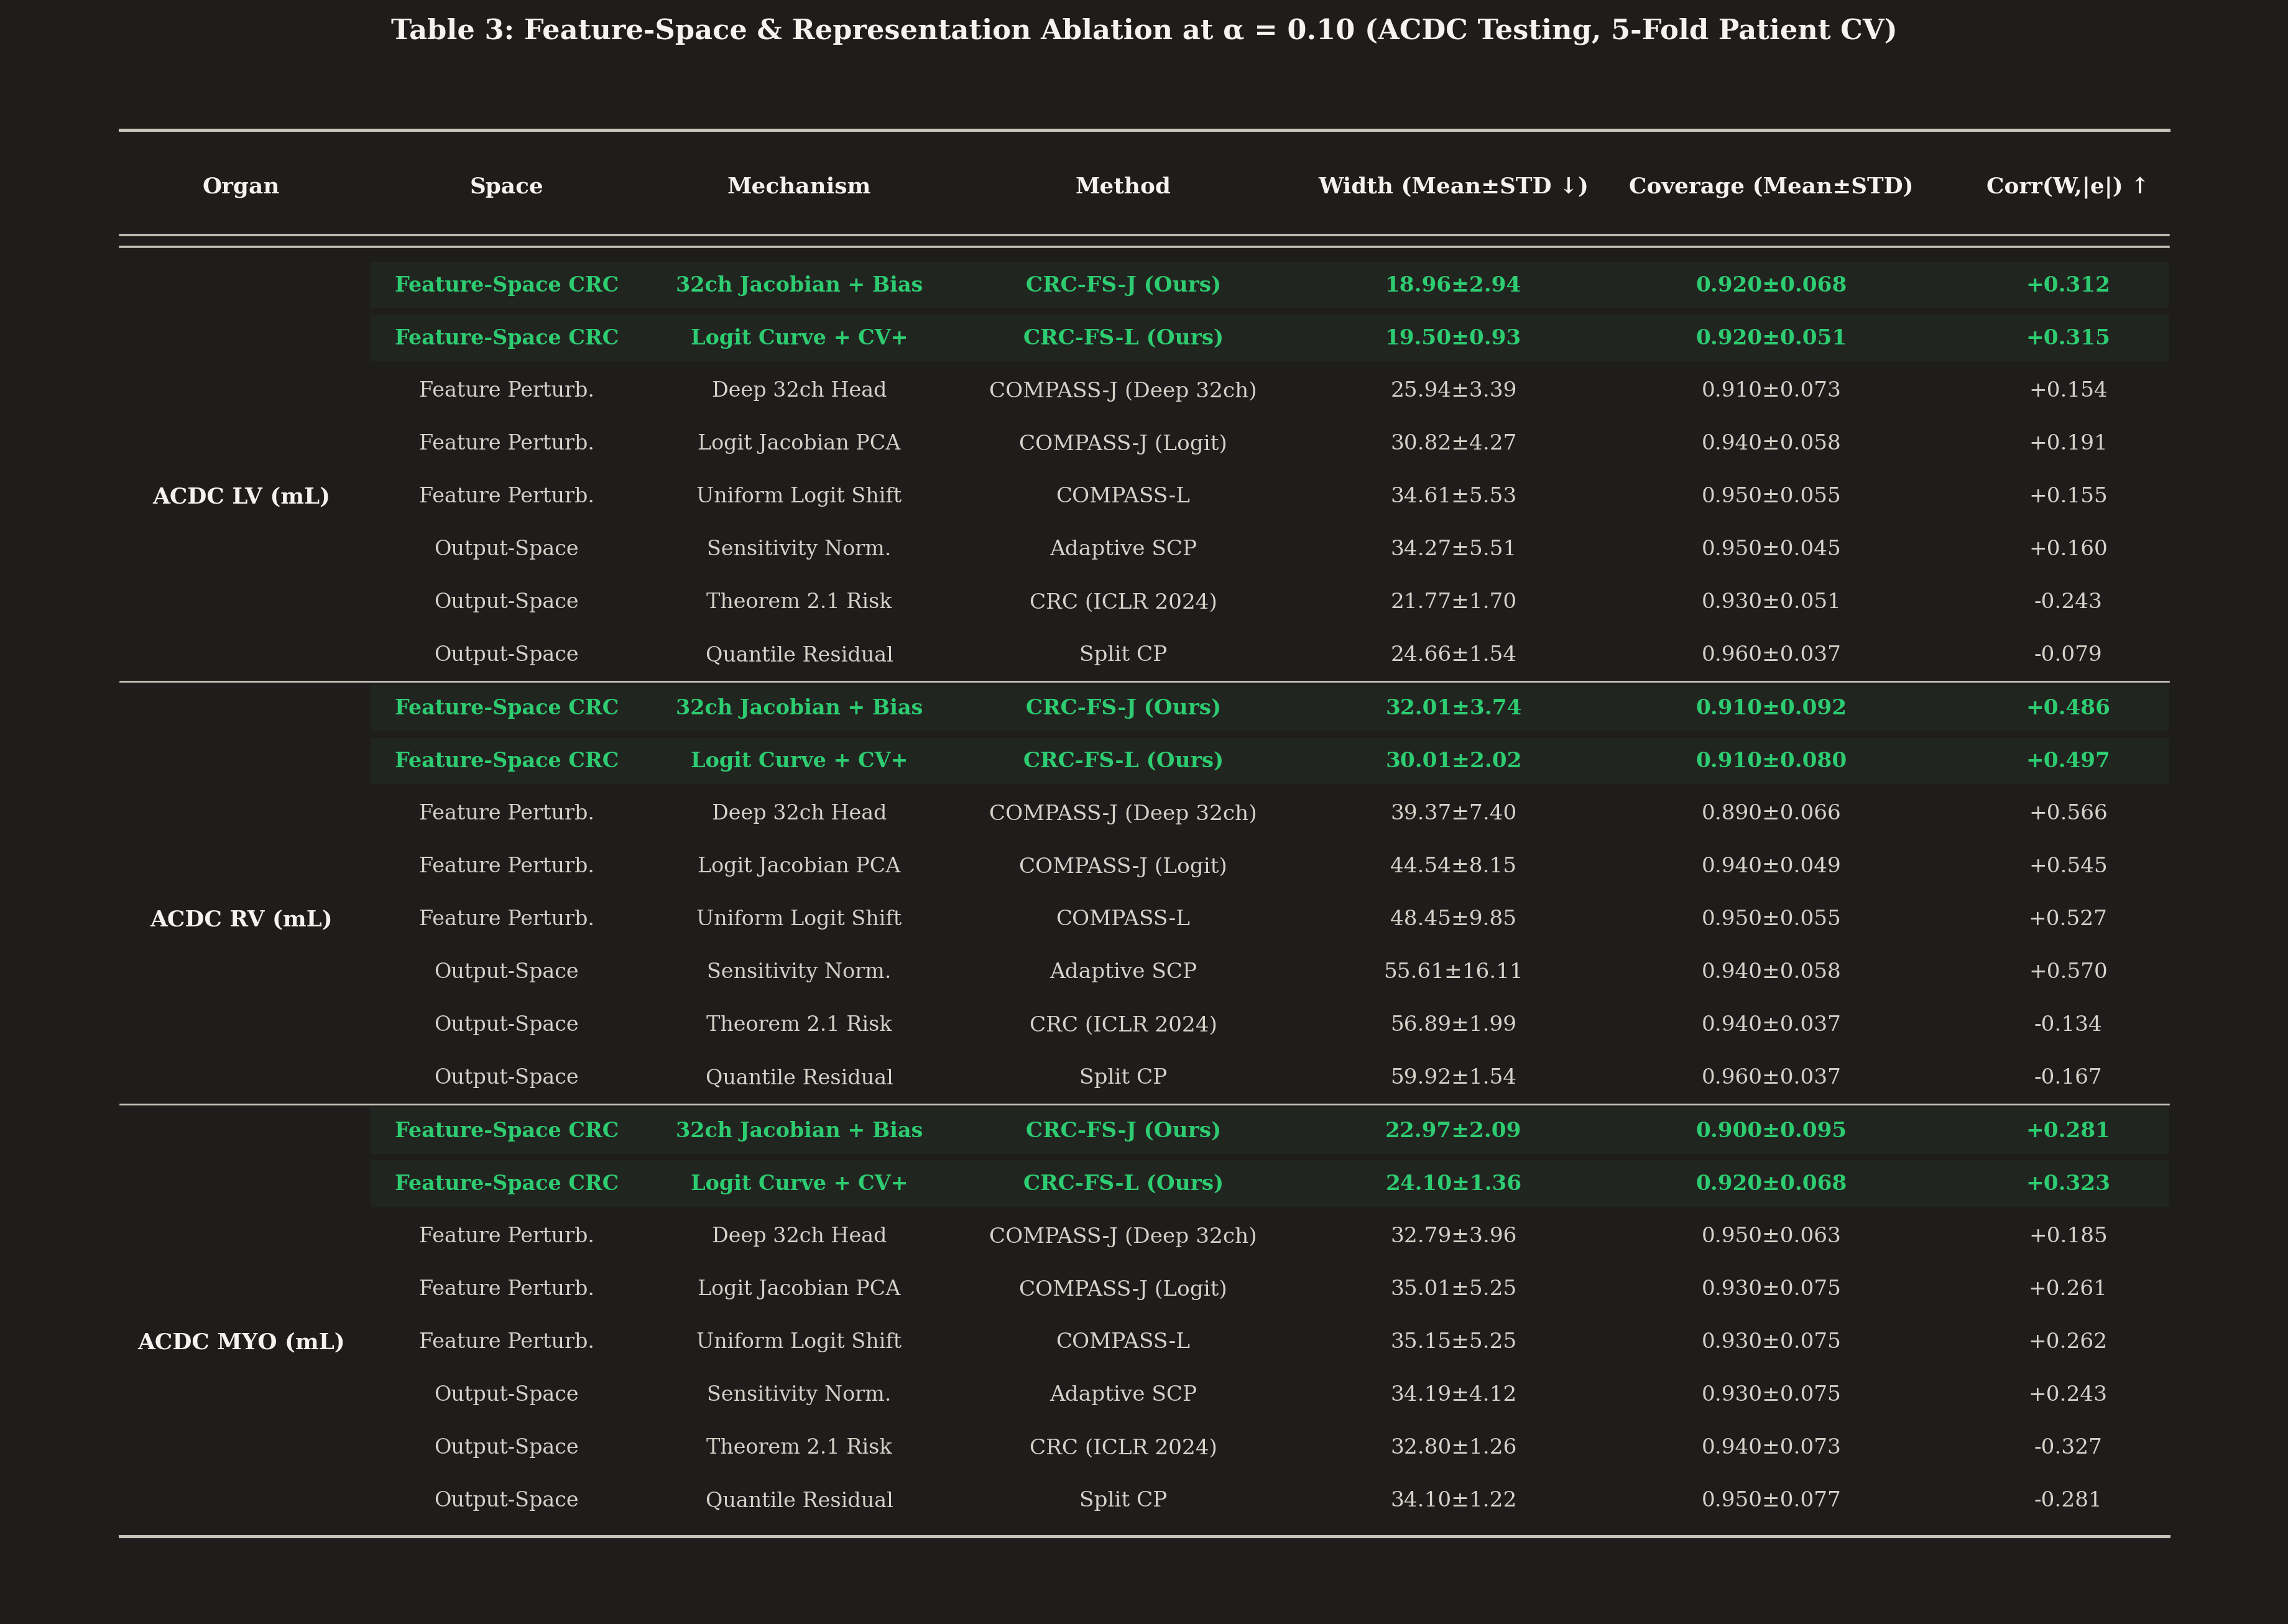 Table 3: Feature-Space & Representation Ablation at α = 0.10 (ACDC Testing, 5-Fold Patient CV)
Organ Space Mechanism Method Width (Mean±STD ↓) Coverage (Mean±STD) Corr(W,|e|) ↑
Feature-Space CRC 32ch Jacobian + Bias CRC-FS-J (Ours) 18.96±2.94 0.920±0.068 +0.312
Feature-Space CRC Logit Curve + CV+ CRC-FS-L (Ours) 19.50±0.93 0.920±0.051 +0.315
Feature Perturb. Deep 32ch Head COMPASS-J (Deep 32ch) 25.94±3.39 0.910±0.073 +0.154
Feature Perturb. Logit Jacobian PCA COMPASS-J (Logit) 30.82±4.27 0.940±0.058 +0.191
ACDC LV (mL) Feature Perturb. Uniform Logit Shift COMPASS-L 34.61±5.53 0.950±0.055 +0.155
Output-Space Sensitivity Norm. Adaptive SCP 34.27±5.51 0.950±0.045 +0.160
Output-Space Theorem 2.1 Risk CRC (ICLR 2024) 21.77±1.70 0.930±0.051 -0.243
Output-Space Quantile Residual Split CP 24.66±1.54 0.960±0.037 -0.079
Feature-Space CRC 32ch Jacobian + Bias CRC-FS-J (Ours) 32.01±3.74 0.910±0.092 +0.486
Feature-Space CRC Logit Curve + CV+ CRC-FS-L (Ours) 30.01±2.02 0.910±0.080 +0.497
Feature Perturb. Deep 32ch Head COMPASS-J (Deep 32ch) 39.37±7.40 0.890±0.066 +0.566
Feature Perturb. Logit Jacobian PCA COMPASS-J (Logit) 44.54±8.15 0.940±0.049 +0.545
ACDC RV (mL) Feature Perturb. Uniform Logit Shift COMPASS-L 48.45±9.85 0.950±0.055 +0.527
Output-Space Sensitivity Norm. Adaptive SCP 55.61±16.11 0.940±0.058 +0.570
Output-Space Theorem 2.1 Risk CRC (ICLR 2024) 56.89±1.99 0.940±0.037 -0.134
Output-Space Quantile Residual Split CP 59.92±1.54 0.960±0.037 -0.167
Feature-Space CRC 32ch Jacobian + Bias CRC-FS-J (Ours) 22.97±2.09 0.900±0.095 +0.281
Feature-Space CRC Logit Curve + CV+ CRC-FS-L (Ours) 24.10±1.36 0.920±0.068 +0.323
Feature Perturb. Deep 32ch Head COMPASS-J (Deep 32ch) 32.79±3.96 0.950±0.063 +0.185
Feature Perturb. Logit Jacobian PCA COMPASS-J (Logit) 35.01±5.25 0.930±0.075 +0.261
ACDC MYO (mL) Feature Perturb. Uniform Logit Shift COMPASS-L 35.15±5.25 0.930±0.075 +0.262
Output-Space Sensitivity Norm. Adaptive SCP 34.19±4.12 0.930±0.075 +0.243
Output-Space Theorem 2.1 Risk CRC (ICLR 2024) 32.80±1.26 0.940±0.073 -0.327
Output-Space Quantile Residual Split CP 34.10±1.22 0.950±0.077 -0.281